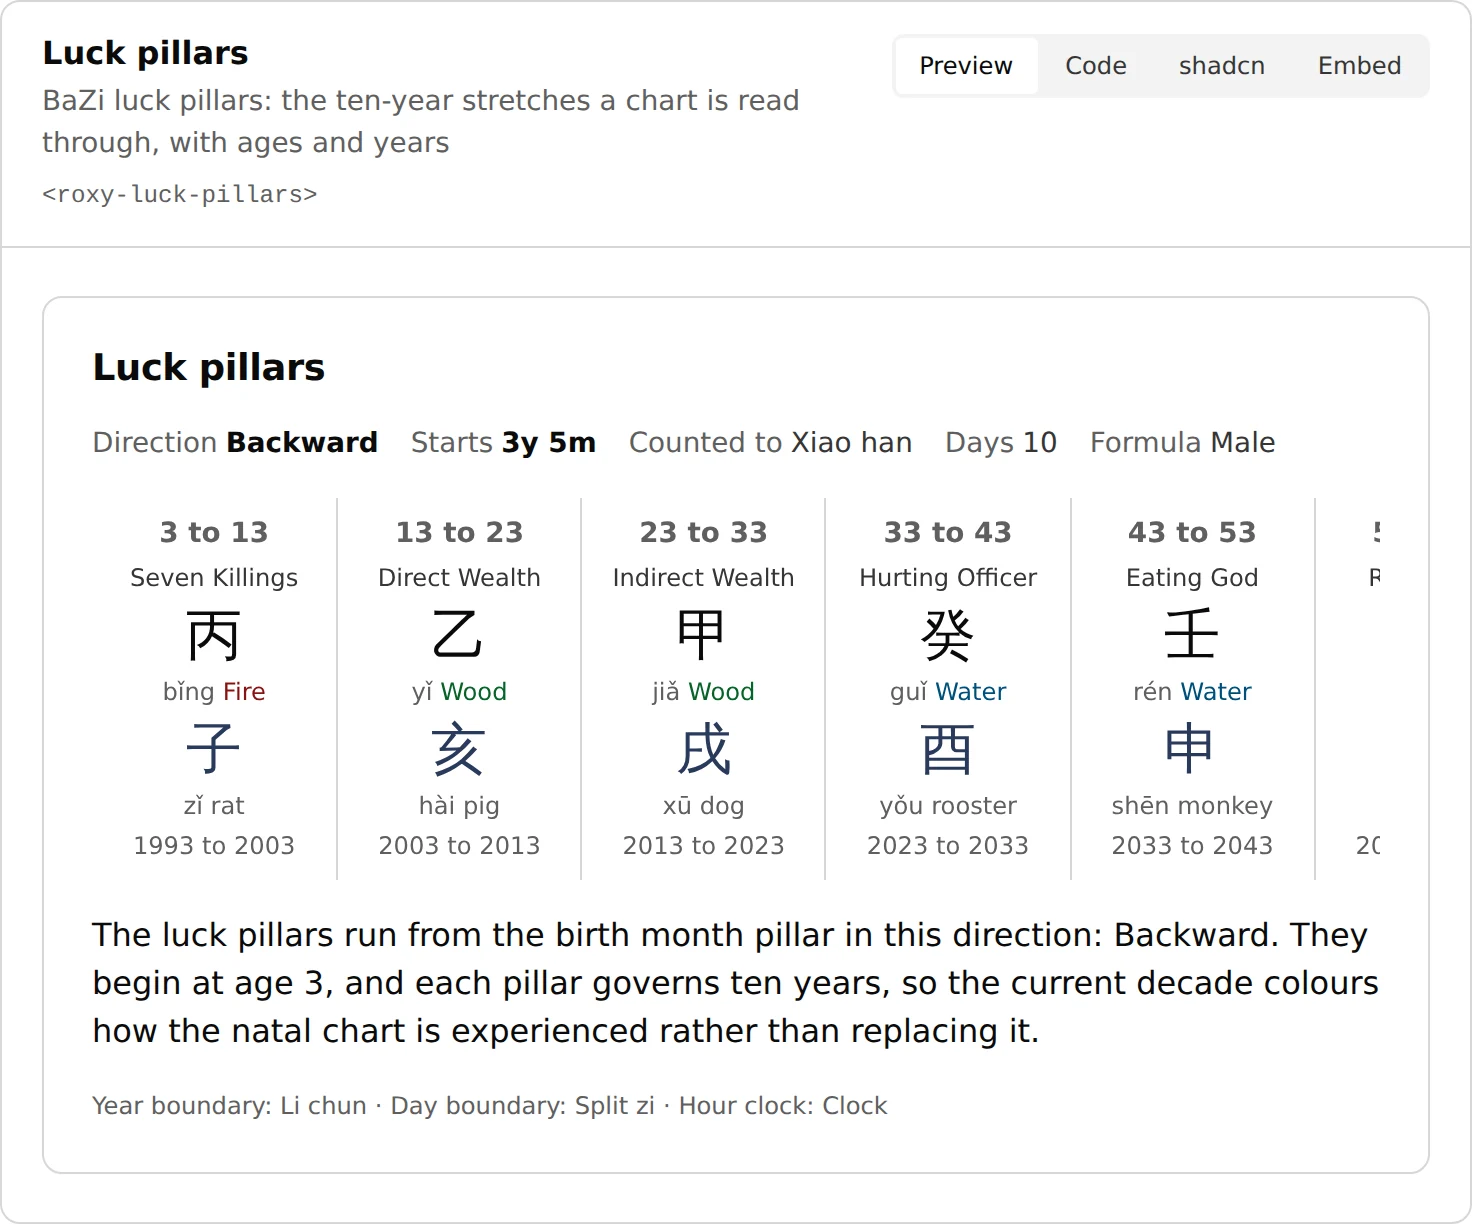 Luck pillars
BaZi luck pillars: the ten-year stretches a chart is read
through, with ages and years
<roxy-luck-pillars>
Preview Code shadcn Embed
Luck pillars
Direction Backward Starts 3y 5m Counted to Xiao han Days 10 Formula Male
3 to 13 13 to 23 23 to 33 33 to 43 43 to 53
Seven Killings Direct Wealth Indirect Wealth Hurting Officer Eating God
丙 乙 甲 癸 壬
bǐng Fire yǐ Wood jiǎ Wood guǐ Water rén Water
子 亥 戌 酉 申
zǐ rat hài pig xū dog yǒu rooster shēn monkey
1993 to 2003 2003 to 2013 2013 to 2023 2023 to 2033 2033 to 2043
The luck pillars run from the birth month pillar in this direction: Backward. They
begin at age 3, and each pillar governs ten years, so the current decade colours
how the natal chart is experienced rather than replacing it.
Year boundary: Li chun · Day boundary: Split zi · Hour clock: Clock